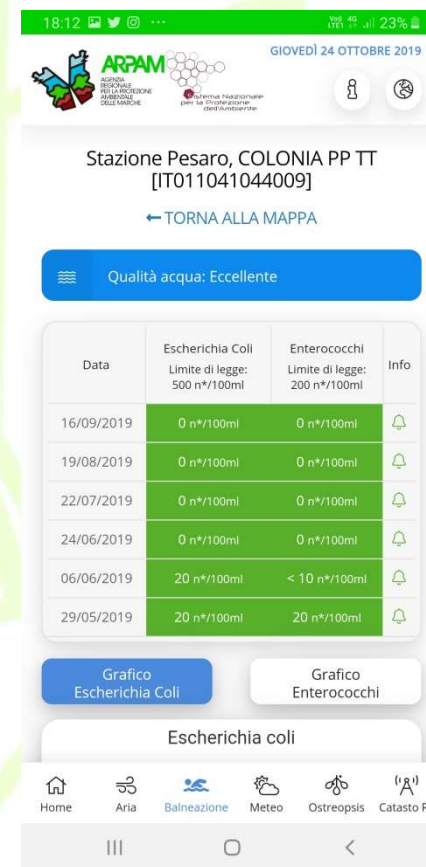 18:12
23%
ARPAM
AGENZIA
REGIONALE
PER LA PROTEZIONE
AMBIENTALE
DELLE MARCHE
Sistema Nazionale
per la Protezione
dell'Ambiente
GIOVEDÌ 24 OTTOBRE 2019
Stazione Pesaro, COLONIA PP TT
[IT011041044009]
TORNA ALLA MAPPA
Qualità acqua: Eccellente
Data Escherichia Coli Limite di legge: 500 n*/100ml Enterococchi Limite di legge: 200 n*/100ml Info
16/09/2019 0 n*/100ml 0 n*/100ml
19/08/2019 0 n*/100ml 0 n*/100ml
22/07/2019 0 n*/100ml 0 n*/100ml
24/06/2019 0 n*/100ml 0 n*/100ml
06/06/2019 20 n*/100ml < 10 n*/100ml
29/05/2019 20 n*/100ml 20 n*/100ml
Grafico
Escherichia Coli
Grafico
Enterococchi
Escherichia coli
Home Aria Balneazione Meteo Ostreopsis Catasto R